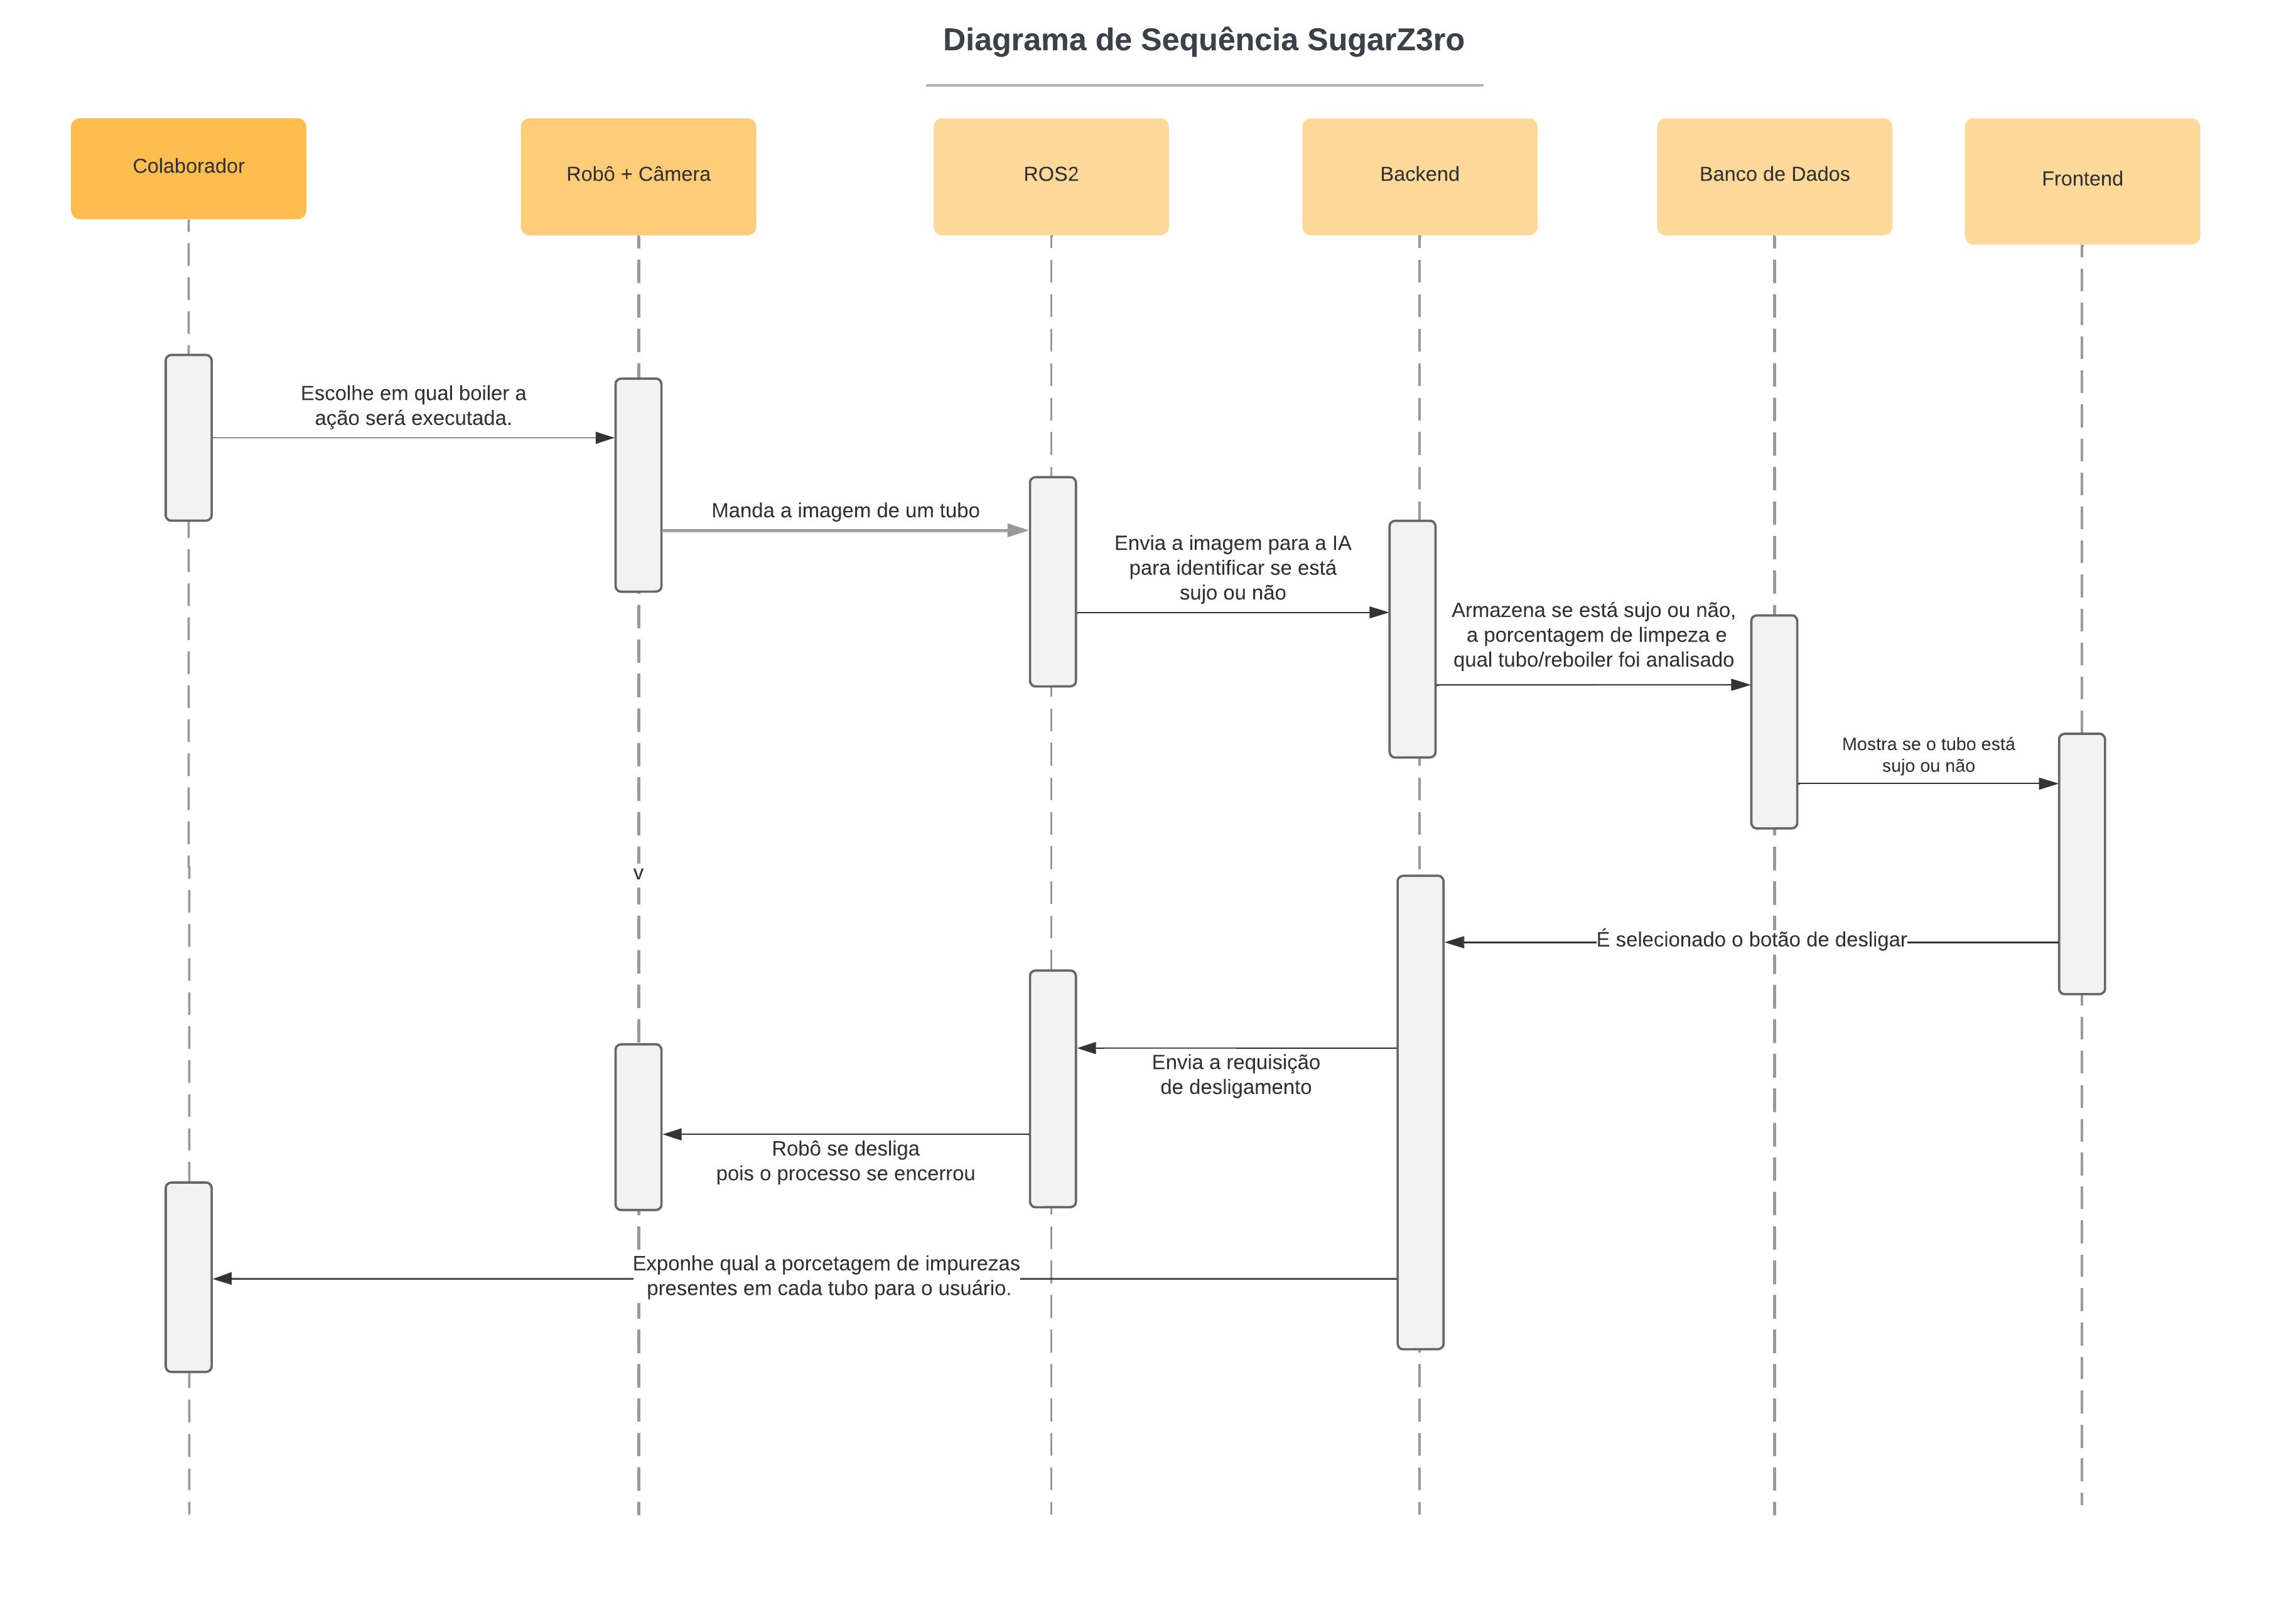 Diagrama de Sequência SugarZ3ro
Colaborador
Robô + Câmera
ROS2
Backend
Banco de Dados
Frontend
Escolhe em qual boiler a
ação será executada.
Manda a imagem de um tubo
Envia a imagem para a IA
para identificar se está
sujo ou não
Armazena se está sujo ou não,
a porcentagem de limpeza e
qual tubo/reboiler foi analisado
Mostra se o tubo está
sujo ou não
v
É selecionado o botão de desligar
Envia a requisição
de desligamento
Robô se desliga
pois o processo se encerrou
Exponhe qual a porcetagem de impurezas
presentes em cada tubo para o usuário.